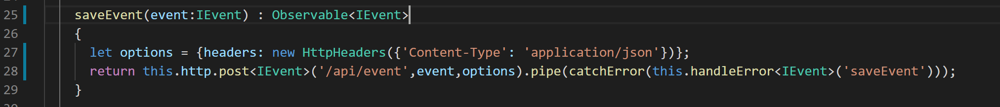 25 saveEvent(event:IEvent) : Observable<IEvent>
26 {
27 let options = {headers: new HttpHeaders({'Content-Type': 'application/json'})};
28 return this.http.post<IEvent>('/api/event',event,options).pipe(catchError(this.handleError<IEvent>('saveEvent')));
29 }